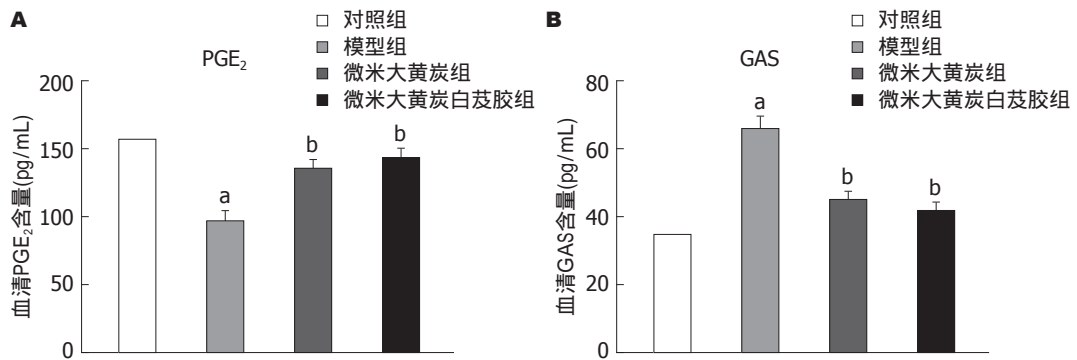 A
对照组
模型组
微米大黄炭组
微米大黄炭白芨胶组
PGE₂
血清PGE₂含量(pg/mL)
200
150
100
50
0
a
b
b
B
对照组
模型组
微米大黄炭组
微米大黄炭白芨胶组
GAS
血清GAS含量(pg/mL)
80
60
40
20
0
a
b
b